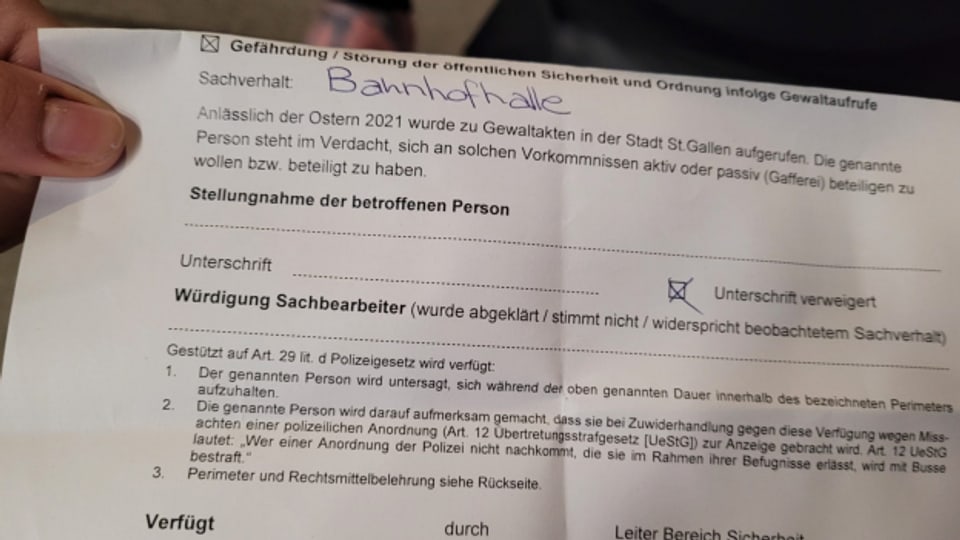 Gefährdung / Störung der öffentlichen Sicherheit und Ordnung infolge Gewaltaufrufe
Sachverhalt: Bahnhofhalle
Anlässlich der Ostern 2021 wurde zu Gewaltakten in der Stadt St.Gallen aufgerufen. Die genannte
Person steht im Verdacht, sich an solchen Vorkommnissen aktiv oder passiv (Gafferei) beteiligen zu
wollen bzw. beteiligt zu haben.
Stellungnahme der betroffenen Person
Unterschrift
Unterschrift verweigert
Würdigung Sachbearbeiter (wurde abgeklärt / stimmt nicht / widerspricht beobachtetem Sachverhalt)
Gestützt auf Art. 29 lit. d Polizeigesetz wird verfügt:
1. Der genannten Person wird untersagt, sich während der oben genannten Dauer innerhalb des bezeichneten Perimeters
aufzuhalten.
2. Die genannte Person wird darauf aufmerksam gemacht, dass sie bei Zuwiderhandlung gegen diese Verfügung wegen Miss-
achten einer polizeilichen Anordnung (Art. 12 Übertretungsstrafgesetz [UeStG]) zur Anzeige gebracht wird. Art. 12 UeStG
lautet: „Wer einer Anordnung der Polizei nicht nachkommt, die sie im Rahmen ihrer Befugnisse erlässt, wird mit Busse
bestraft.“
3. Perimeter und Rechtsmittelbelehrung siehe Rückseite.
Verfügt durch Leiter Bereich Sicherheit